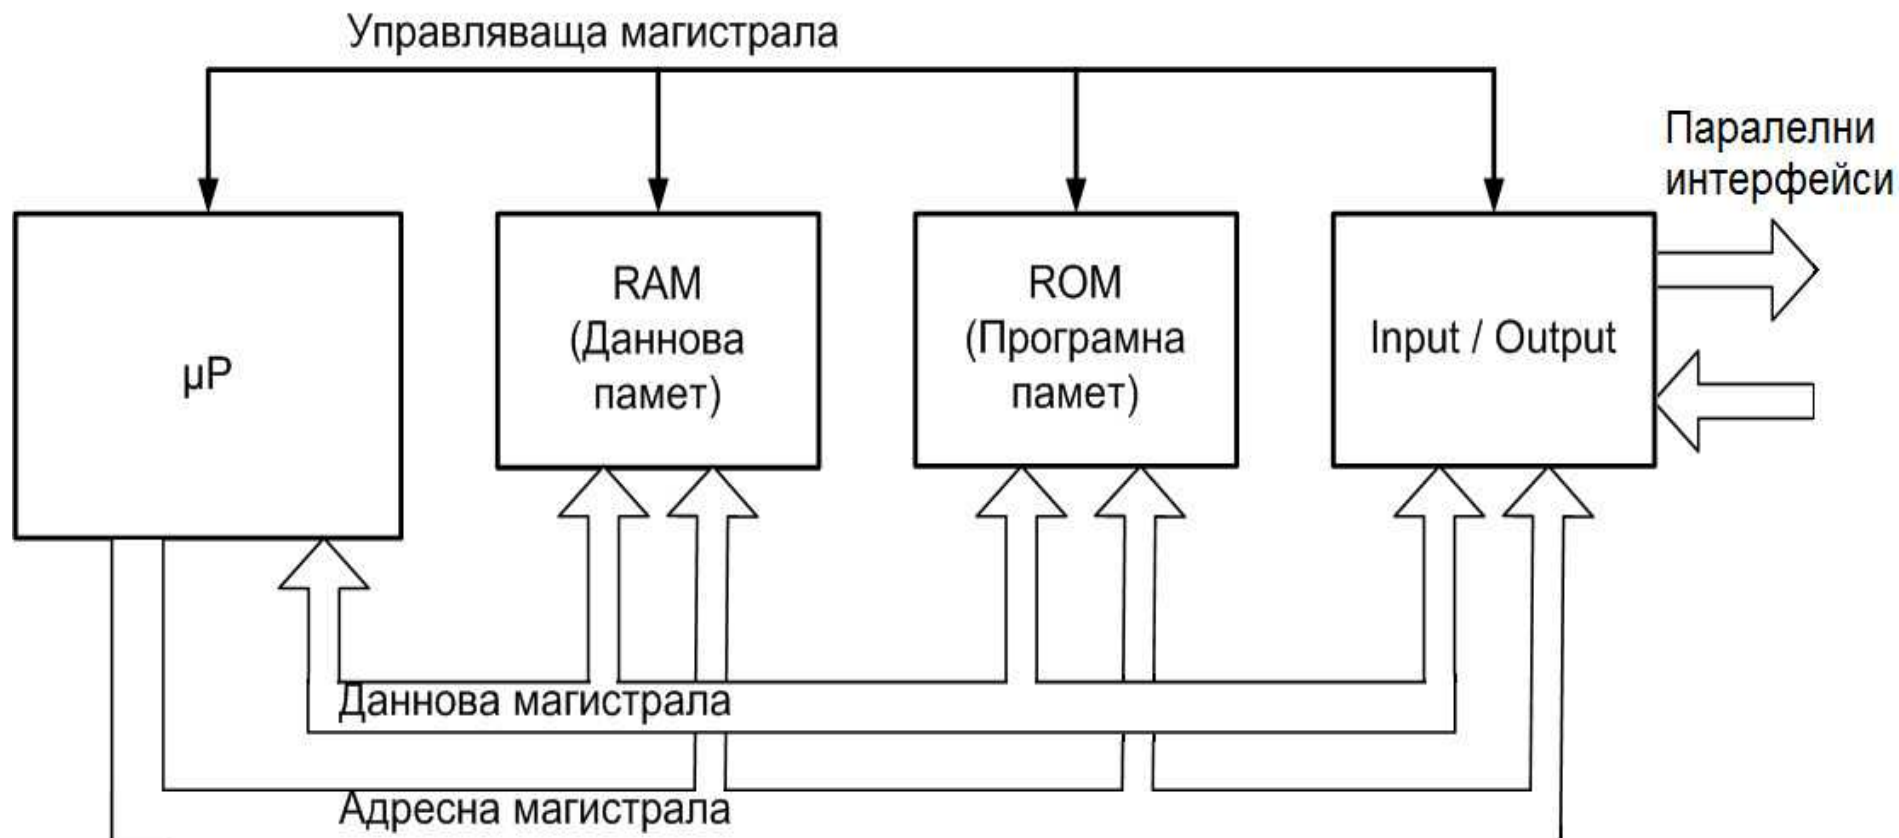 Управляваща магистрала
Паралелни
интерфейси
μP
RAM
(Даннова
памет)
ROM
(Програмна
памет)
Input / Output
Даннова магистрала
Адресна магистрала